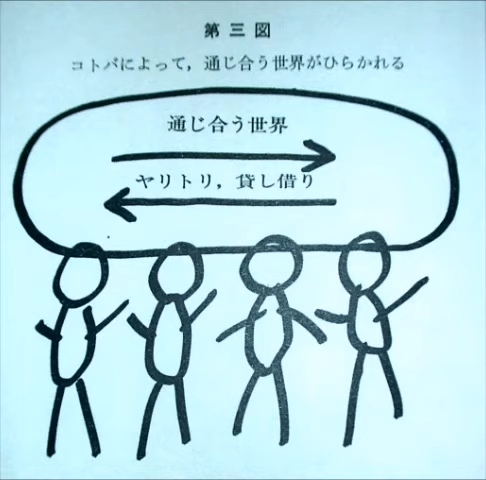 第三図
コトバによって，通じ合う世界がひらかれる
通じ合う世界
ヤリトリ，貸し借り